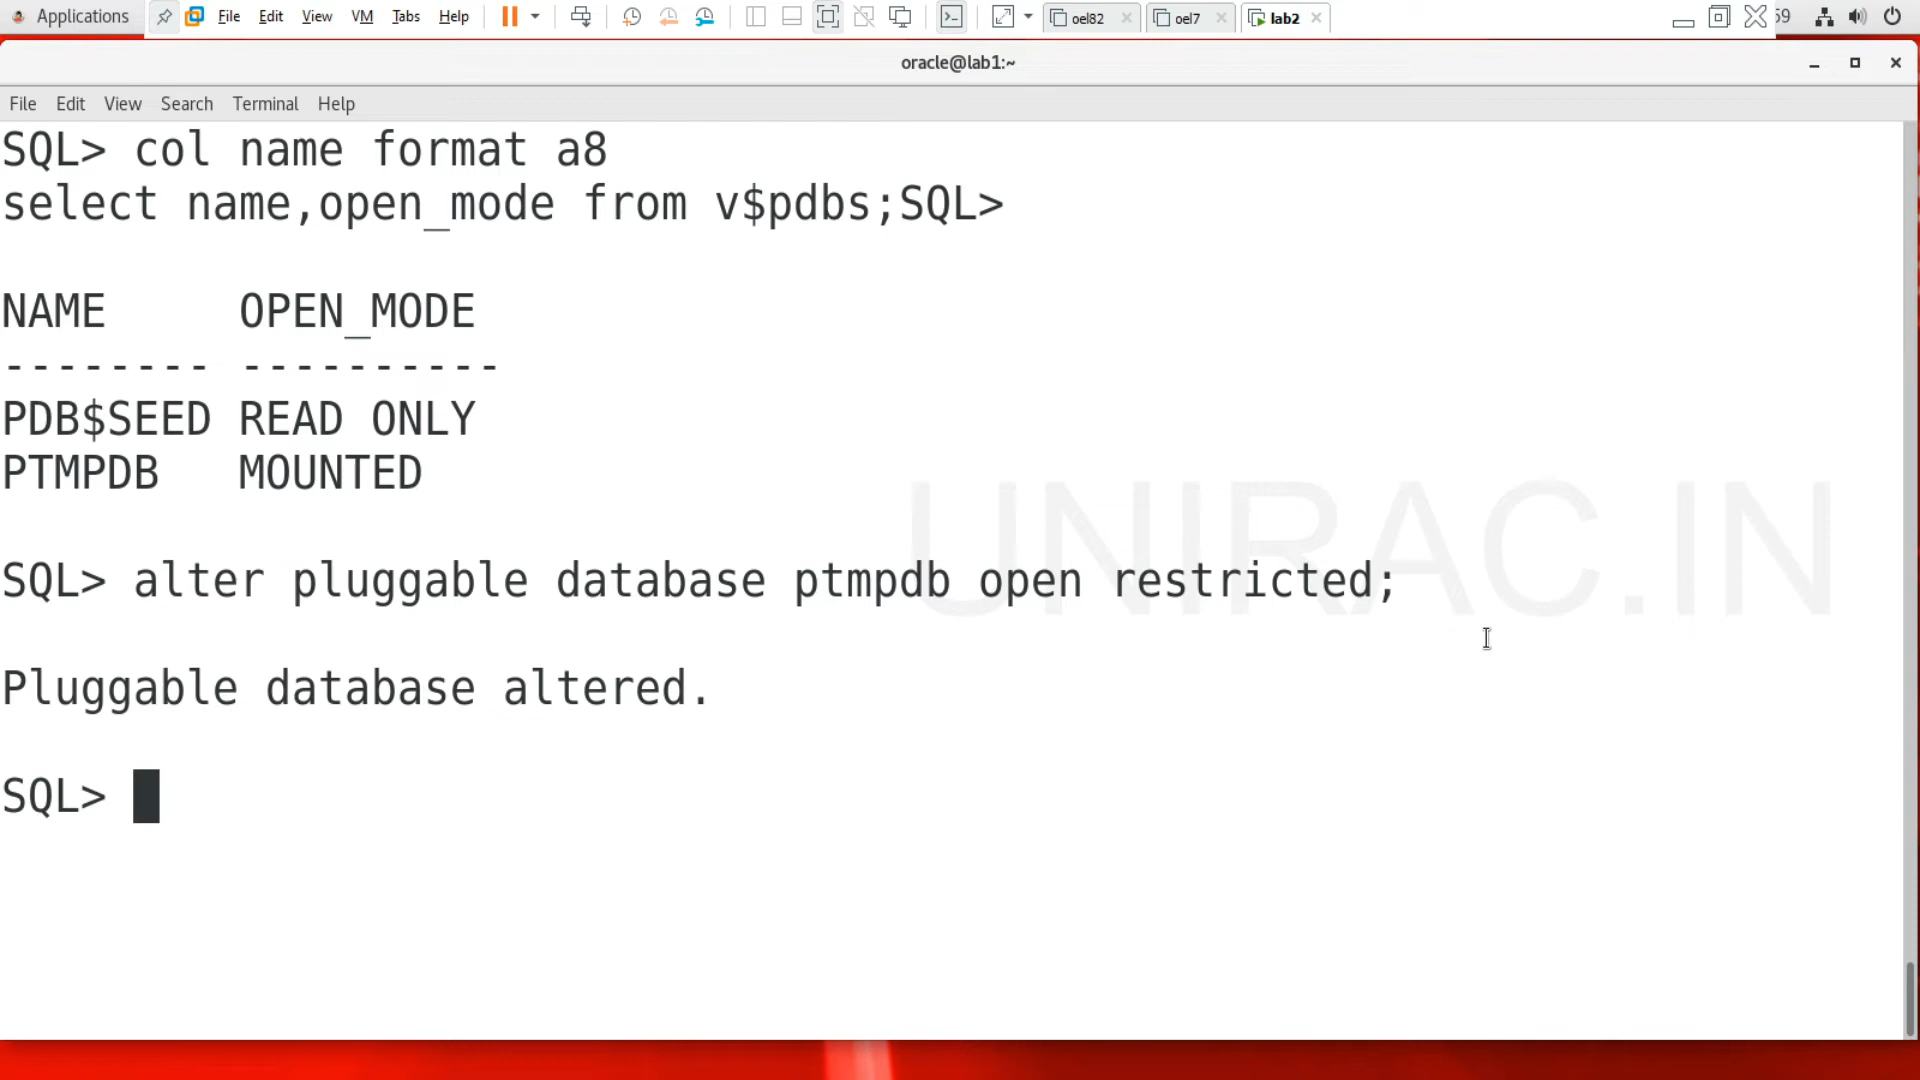 Applications File Edit View VM Tabs Help oel82 oel7 lab2 59
oracle@lab1:~
File Edit View Search Terminal Help
SQL> col name format a8
select name,open_mode from v$pdbs;SQL>
NAME OPEN_MODE
-------- ----------
PDB$SEED READ ONLY
PTMPDB MOUNTED
UNIRAC.IN
SQL> alter pluggable database ptmpdb open restricted;
Pluggable database altered.
SQL>